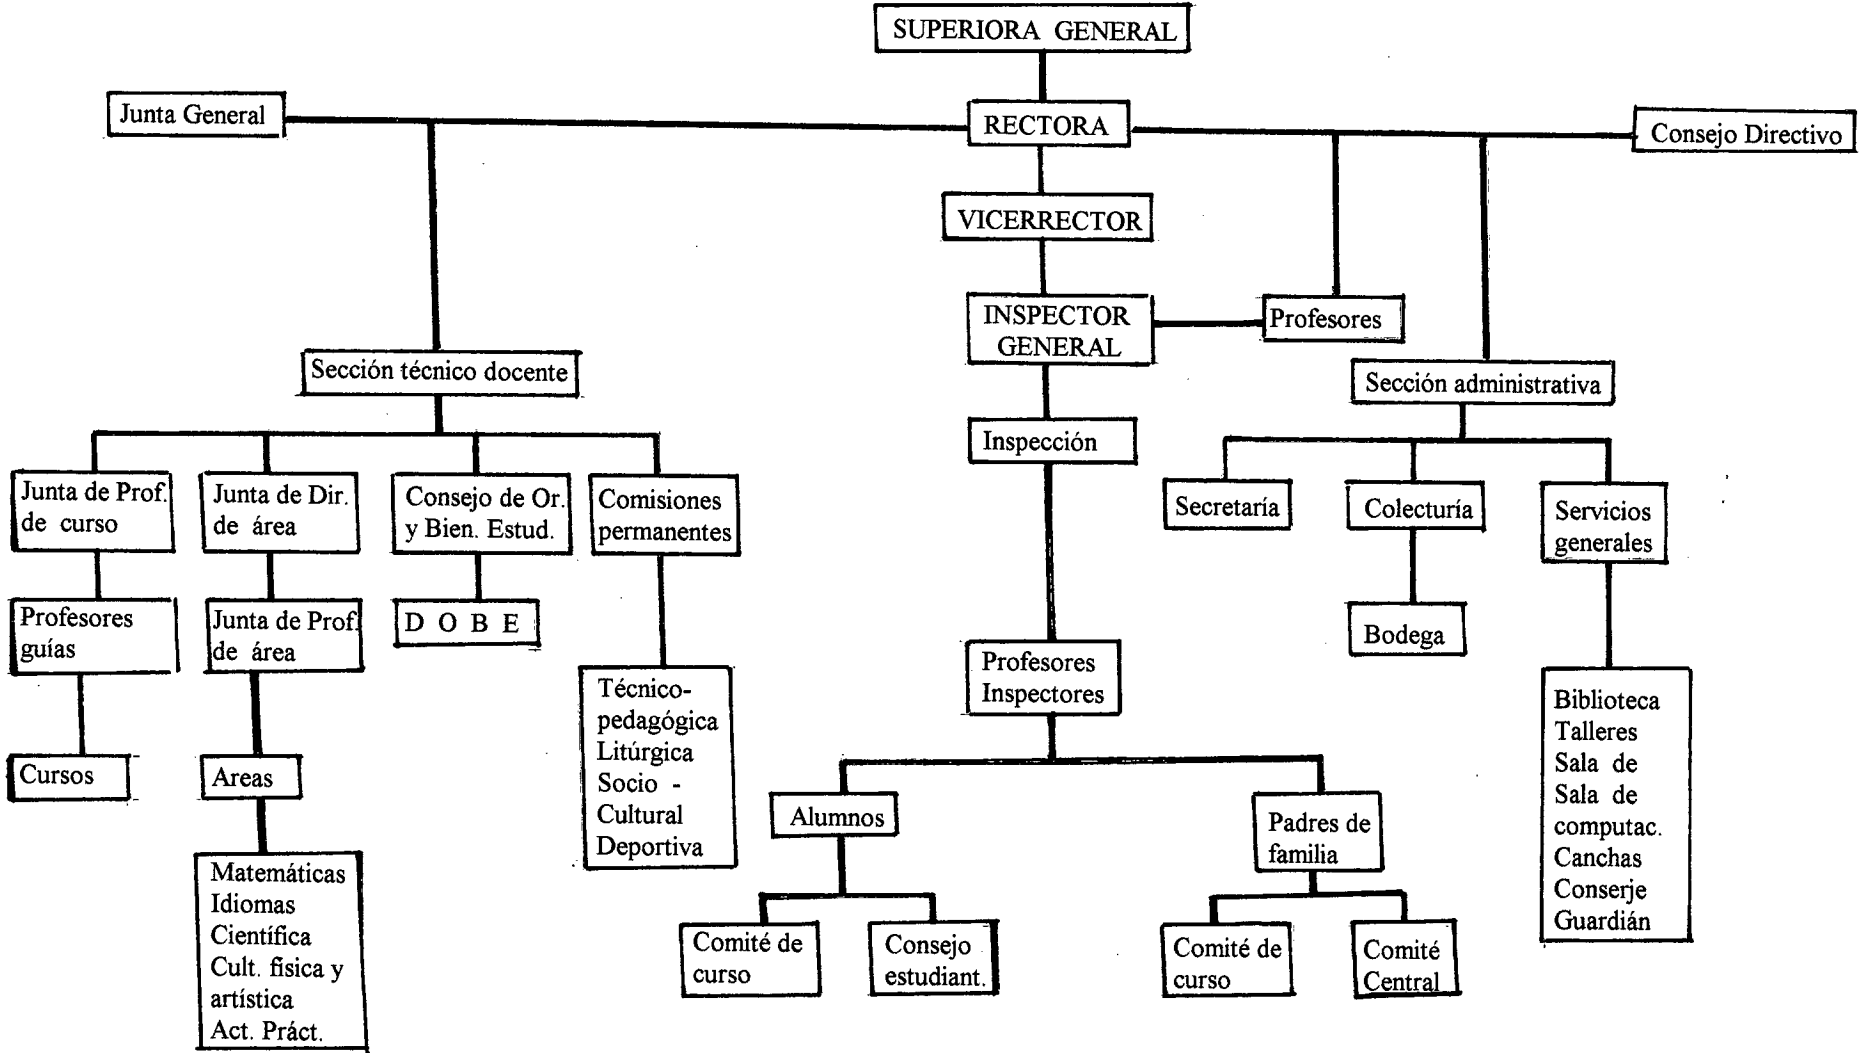 SUPERIORA GENERAL
Junta General
RECTORA
Consejo Directivo
VICERRECTOR
INSPECTOR
GENERAL
Profesores
Sección técnico docente
Sección administrativa
Inspección
Junta de Prof.
de curso
Junta de Dir.
de área
Consejo de Or.
y Bien. Estud.
Comisiones
permanentes
Secretaría
Colecturía
Servicios
generales
Profesores
guías
Junta de Prof.
de área
D O B E
Bodega
Profesores
Inspectores
Técnico-
pedagógica
Litúrgica
Socio -
Cultural
Deportiva
Biblioteca
Talleres
Sala de
Sala de
computac.
Canchas
Conserje
Guardián
Cursos
Areas
Alumnos
Padres de
familia
Matemáticas
Idiomas
Científica
Cult. física y
artística
Act. Práct.
Comité de
curso
Consejo
estudiant.
Comité de
curso
Comité
Central